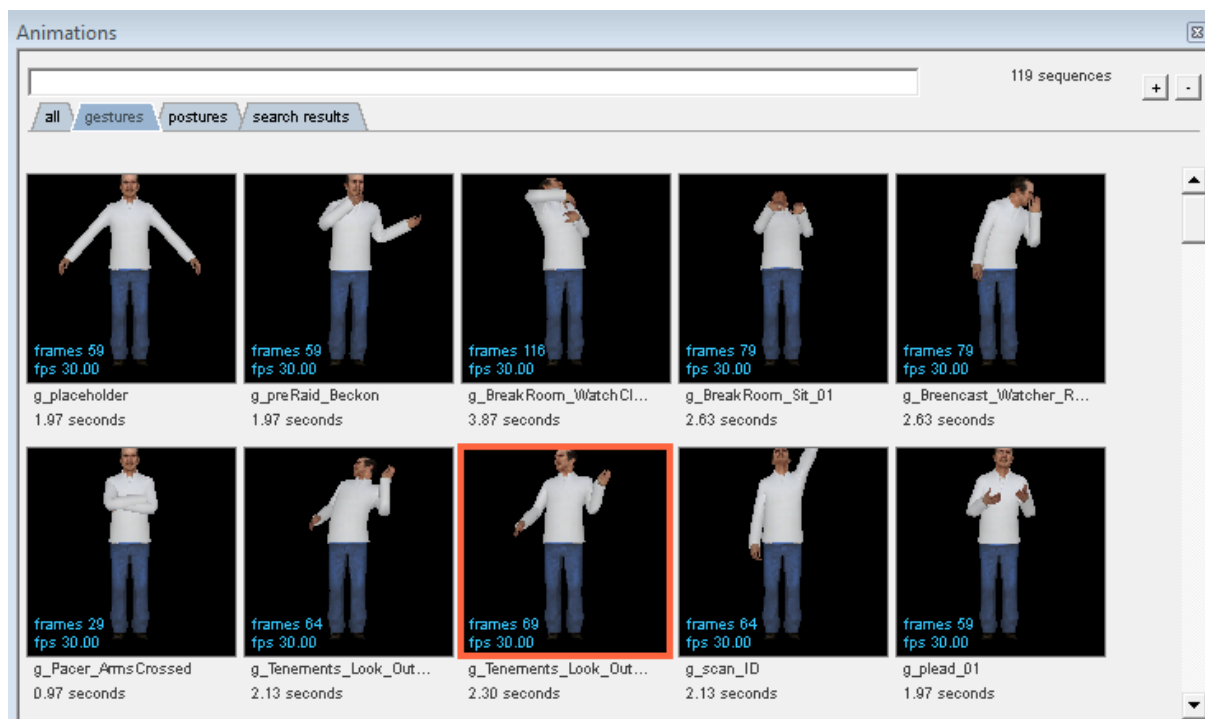 Animations
119 sequences
+ -
all gestures postures search results
frames 59
fps 30.00
frames 59
fps 30.00
frames 116
fps 30.00
frames 79
fps 30.00
frames 79
fps 30.00
g_placeholder
g_preRaid_Beckon
g_BreakRoom_WatchCl...
g_BreakRoom_Sit_01
g_Breencast_Watcher_R...
1.97 seconds
1.97 seconds
3.87 seconds
2.63 seconds
2.63 seconds
frames 29
fps 30.00
frames 64
fps 30.00
frames 69
fps 30.00
frames 64
fps 30.00
frames 59
fps 30.00
g_Pacer_ArmsCrossed
g_Tenements_Look_Out...
g_Tenements_Look_Out...
g_scan_ID
g_plead_01
0.97 seconds
2.13 seconds
2.30 seconds
2.13 seconds
1.97 seconds